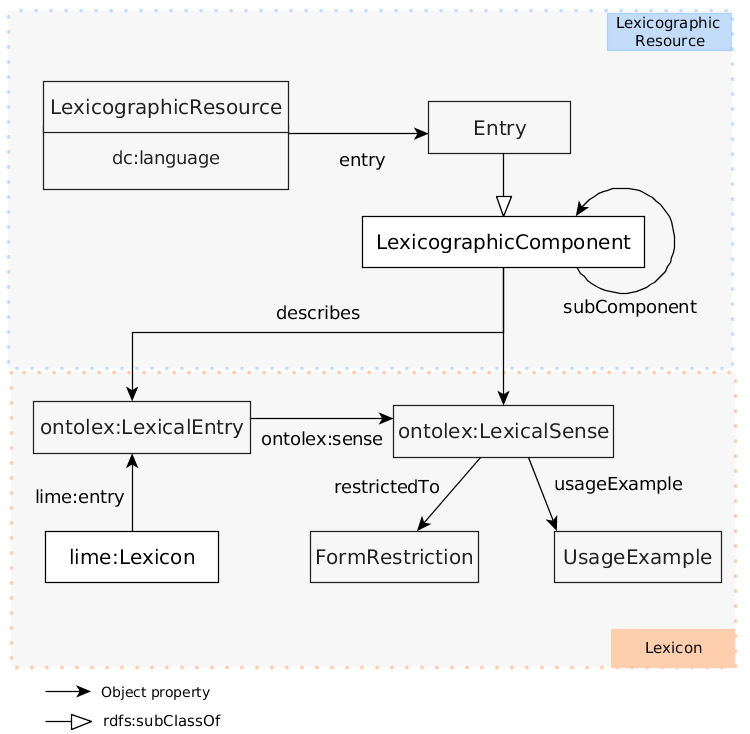 Lexicographic
Resource
LexicographicResource
dc:language
entry
Entry
LexicographicComponent
subComponent
describes
ontolex:LexicalEntry
ontolex:sense
ontolex:LexicalSense
lime:entry
restrictedTo
usageExample
lime:Lexicon
FormRestriction
UsageExample
Lexicon
Object property
rdfs:subClassOf